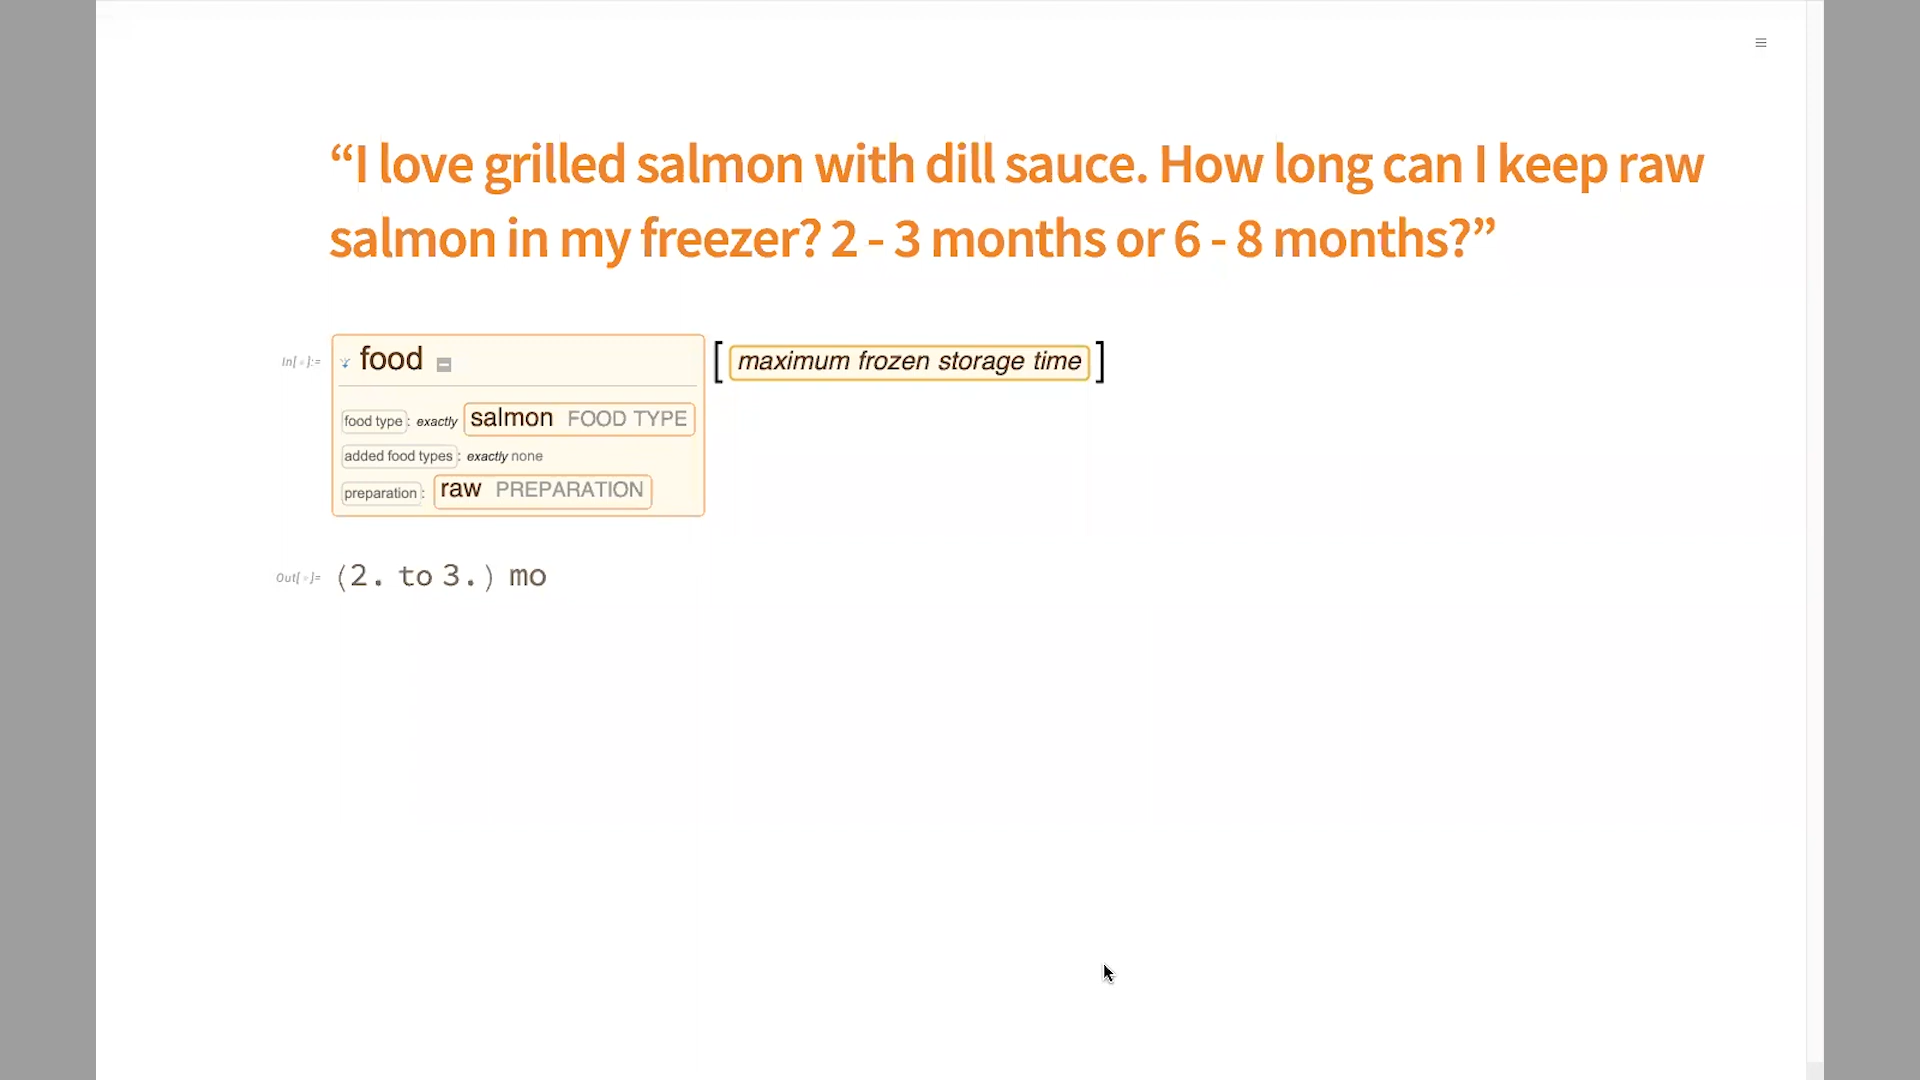 “I love grilled salmon with dill sauce. How long can I keep raw
salmon in my freezer? 2 - 3 months or 6 - 8 months?”
In[ ]:= food [ maximum frozen storage time ]
food type : exactly salmon FOOD TYPE
added food types : exactly none
preparation : raw PREPARATION
Out[ ]= (2. to 3.) mo